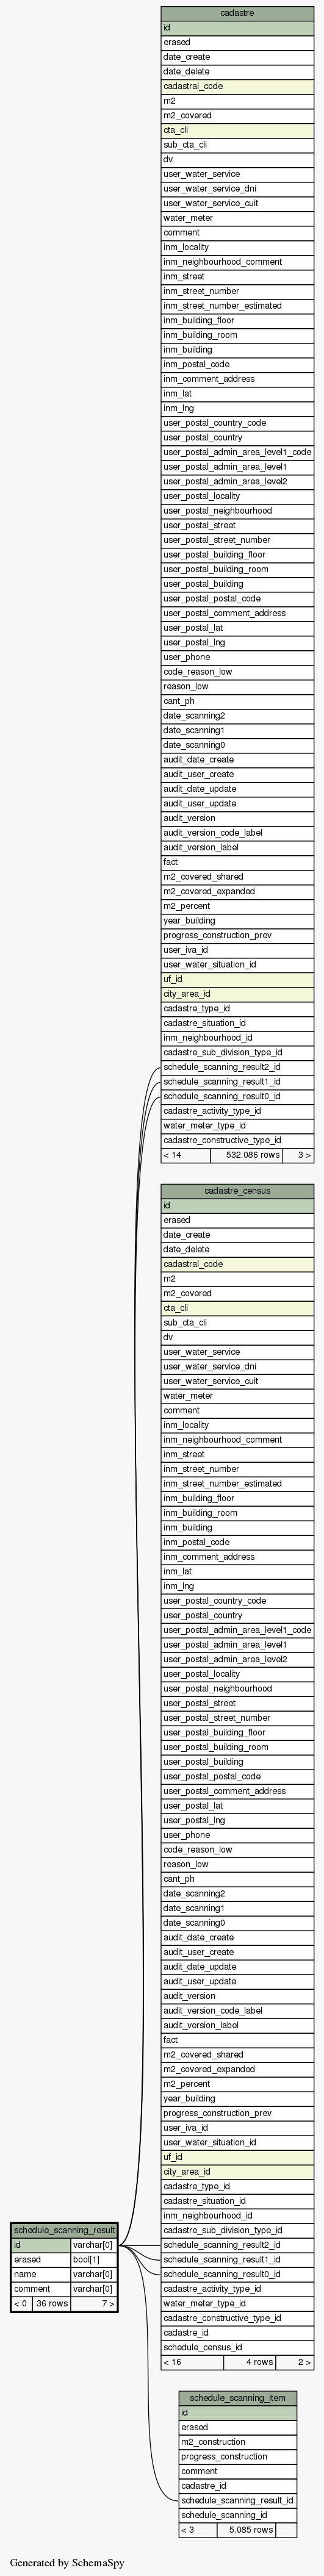 cadastre
id
erased
date_create
date_delete
cadastral_code
m2
m2_covered
cta_cli
sub_cta_cli
dv
user_water_service
user_water_service_dni
user_water_service_cuit
water_meter
comment
inm_locality
inm_neighbourhood_comment
inm_street
inm_street_number
inm_street_number_estimated
inm_building_floor
inm_building_room
inm_building
inm_postal_code
inm_comment_address
inm_lat
inm_lng
user_postal_country_code
user_postal_country
user_postal_admin_area_level1_code
user_postal_admin_area_level1
user_postal_admin_area_level2
user_postal_locality
user_postal_neighbourhood
user_postal_street
user_postal_street_number
user_postal_building_floor
user_postal_building_room
user_postal_building
user_postal_postal_code
user_postal_comment_address
user_postal_lat
user_postal_lng
user_phone
code_reason_low
reason_low
cant_ph
date_scanning2
date_scanning1
date_scanning0
audit_date_create
audit_user_create
audit_date_update
audit_user_update
audit_version
audit_version_code_label
audit_version_label
fact
m2_covered_shared
m2_covered_expanded
m2_percent
year_building
progress_construction_prev
user_iva_id
user_water_situation_id
uf_id
city_area_id
cadastre_type_id
cadastre_situation_id
inm_neighbourhood_id
cadastre_sub_division_type_id
schedule_scanning_result2_id
schedule_scanning_result1_id
schedule_scanning_result0_id
cadastre_activity_type_id
water_meter_type_id
cadastre_constructive_type_id
< 14 532.086 rows 3 >
cadastre_census
id
erased
date_create
date_delete
cadastral_code
m2
m2_covered
cta_cli
sub_cta_cli
dv
user_water_service
user_water_service_dni
user_water_service_cuit
water_meter
comment
inm_locality
inm_neighbourhood_comment
inm_street
inm_street_number
inm_street_number_estimated
inm_building_floor
inm_building_room
inm_building
inm_postal_code
inm_comment_address
inm_lat
inm_lng
user_postal_country_code
user_postal_country
user_postal_admin_area_level1_code
user_postal_admin_area_level1
user_postal_admin_area_level2
user_postal_locality
user_postal_neighbourhood
user_postal_street
user_postal_street_number
user_postal_building_floor
user_postal_building_room
user_postal_building
user_postal_postal_code
user_postal_comment_address
user_postal_lat
user_postal_lng
user_phone
code_reason_low
reason_low
cant_ph
date_scanning2
date_scanning1
date_scanning0
audit_date_create
audit_user_create
audit_date_update
audit_user_update
audit_version
audit_version_code_label
audit_version_label
fact
m2_covered_shared
m2_covered_expanded
m2_percent
year_building
progress_construction_prev
user_iva_id
user_water_situation_id
uf_id
city_area_id
cadastre_type_id
cadastre_situation_id
inm_neighbourhood_id
cadastre_sub_division_type_id
schedule_scanning_result2_id
schedule_scanning_result1_id
schedule_scanning_result0_id
cadastre_activity_type_id
water_meter_type_id
cadastre_constructive_type_id
cadastre_id
schedule_census_id
< 16 4 rows 2 >
schedule_scanning_result
id varchar[0]
erased bool[1]
name varchar[0]
comment varchar[0]
< 0 36 rows 7 >
schedule_scanning_item
id
erased
m2_construction
progress_construction
comment
cadastre_id
schedule_scanning_result_id
schedule_scanning_id
< 3 5.085 rows
Generated by SchemaSpy